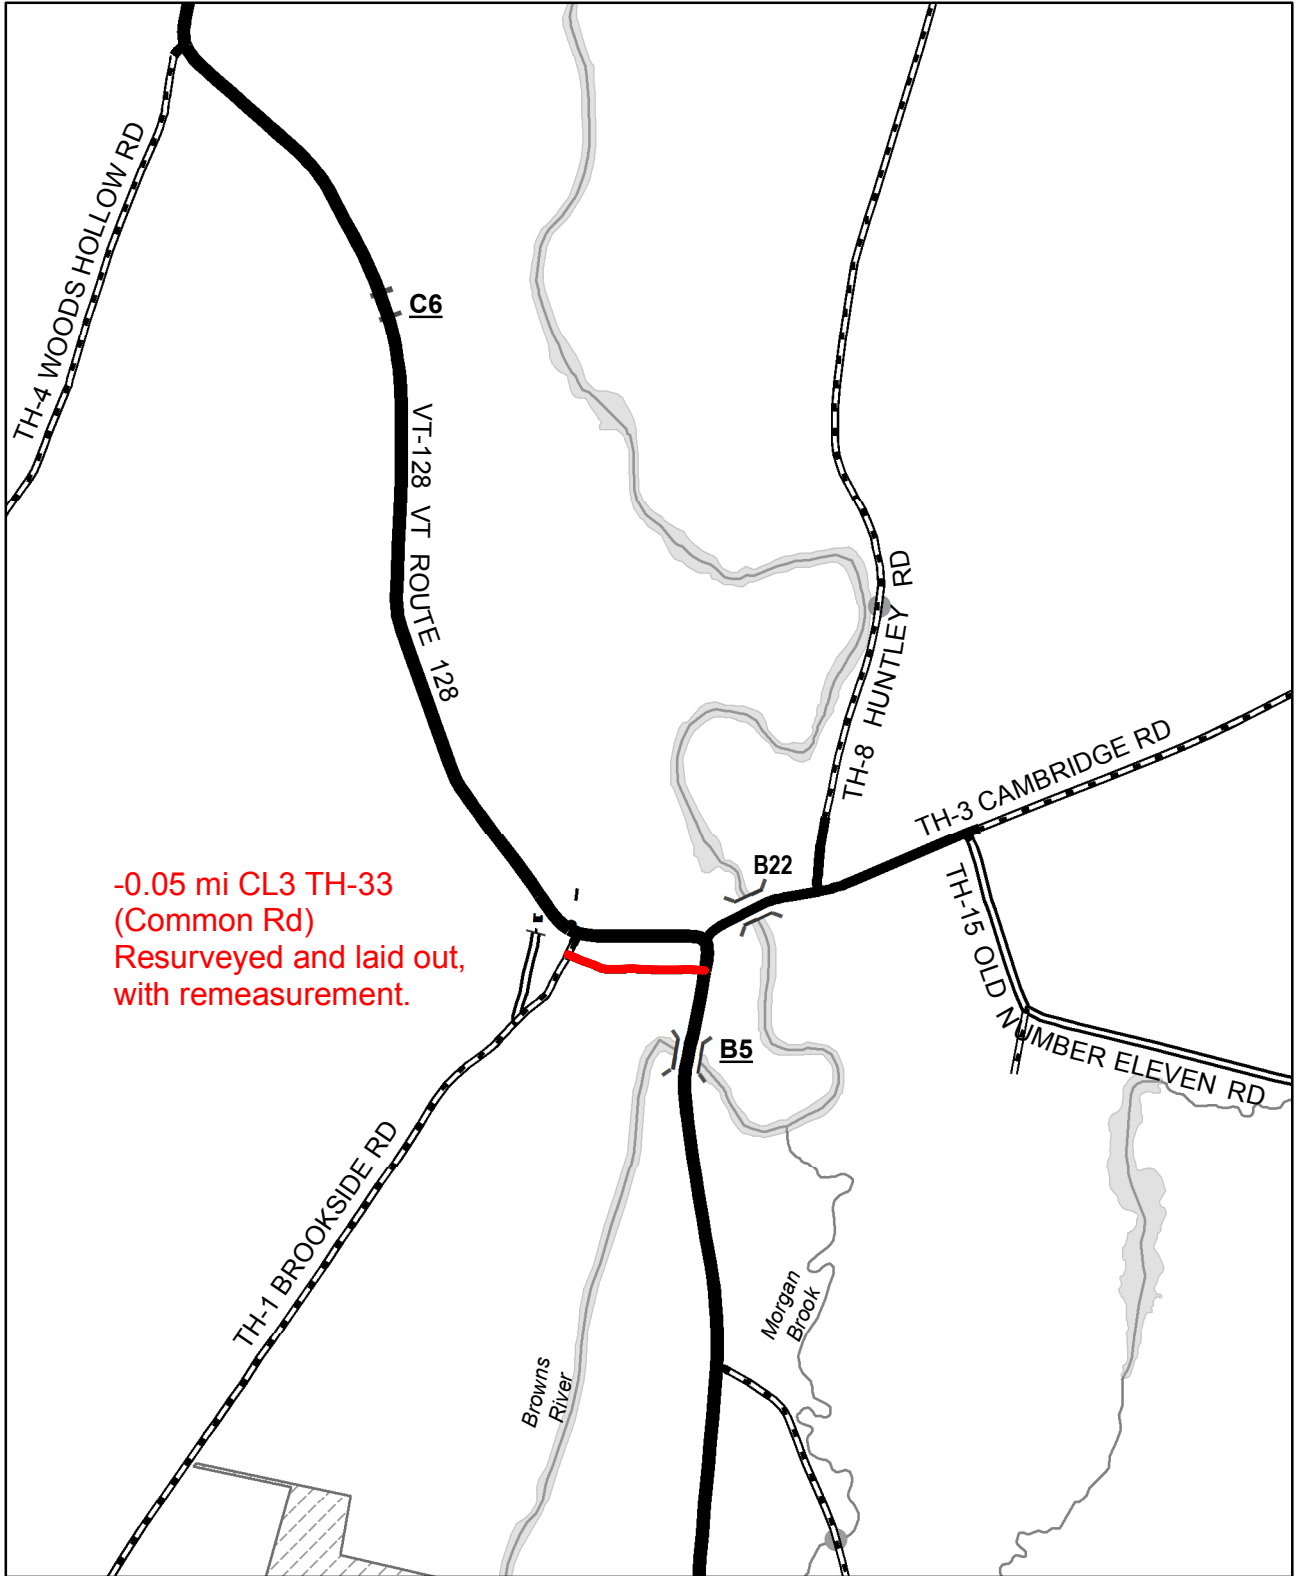 TH-4 WOODS HOLLOW RD
C6
VT-128 VT ROUTE 128
TH-8 HUNTLEY RD
TH-3 CAMBRIDGE RD
B22
TH-15 OLD NUMBER ELEVEN RD
-0.05 mi CL3 TH-33
(Common Rd)
Resurveyed and laid out,
with remeasurement.
B5
TH-1 BROOKSIDE RD
Morgan
Brook
Browns
River